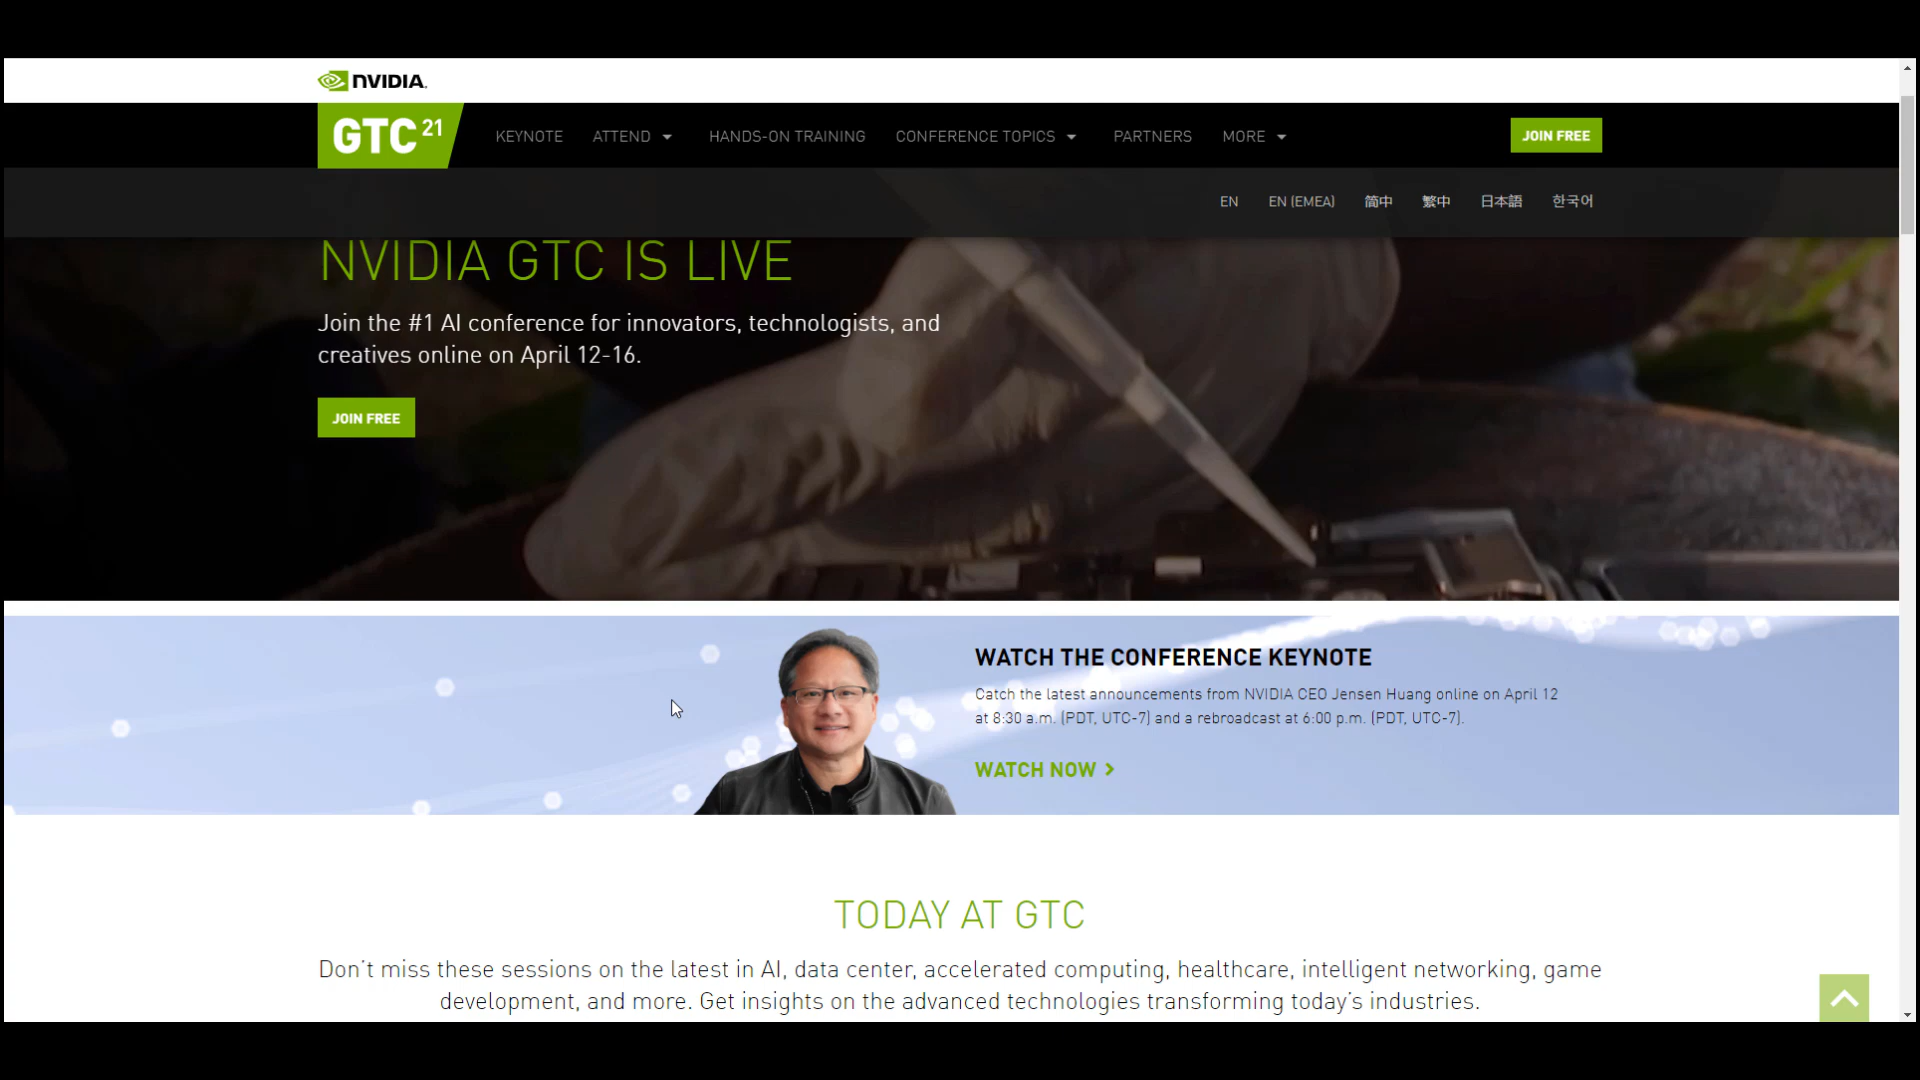 NVIDIA.
GTC 21
KEYNOTE ATTEND HANDS-ON TRAINING CONFERENCE TOPICS PARTNERS MORE JOIN FREE
EN EN (EMEA) 简中 繁中 日本語 한국어
NVIDIA GTC IS LIVE
Join the #1 AI conference for innovators, technologists, and
creatives online on April 12-16.
JOIN FREE
WATCH THE CONFERENCE KEYNOTE
Catch the latest announcements from NVIDIA CEO Jensen Huang online on April 12
at 8:30 a.m. (PDT, UTC-7) and a rebroadcast at 6:00 p.m. (PDT, UTC-7).
WATCH NOW
TODAY AT GTC
Don't miss these sessions on the latest in AI, data center, accelerated computing, healthcare, intelligent networking, game
development, and more. Get insights on the advanced technologies transforming today's industries.